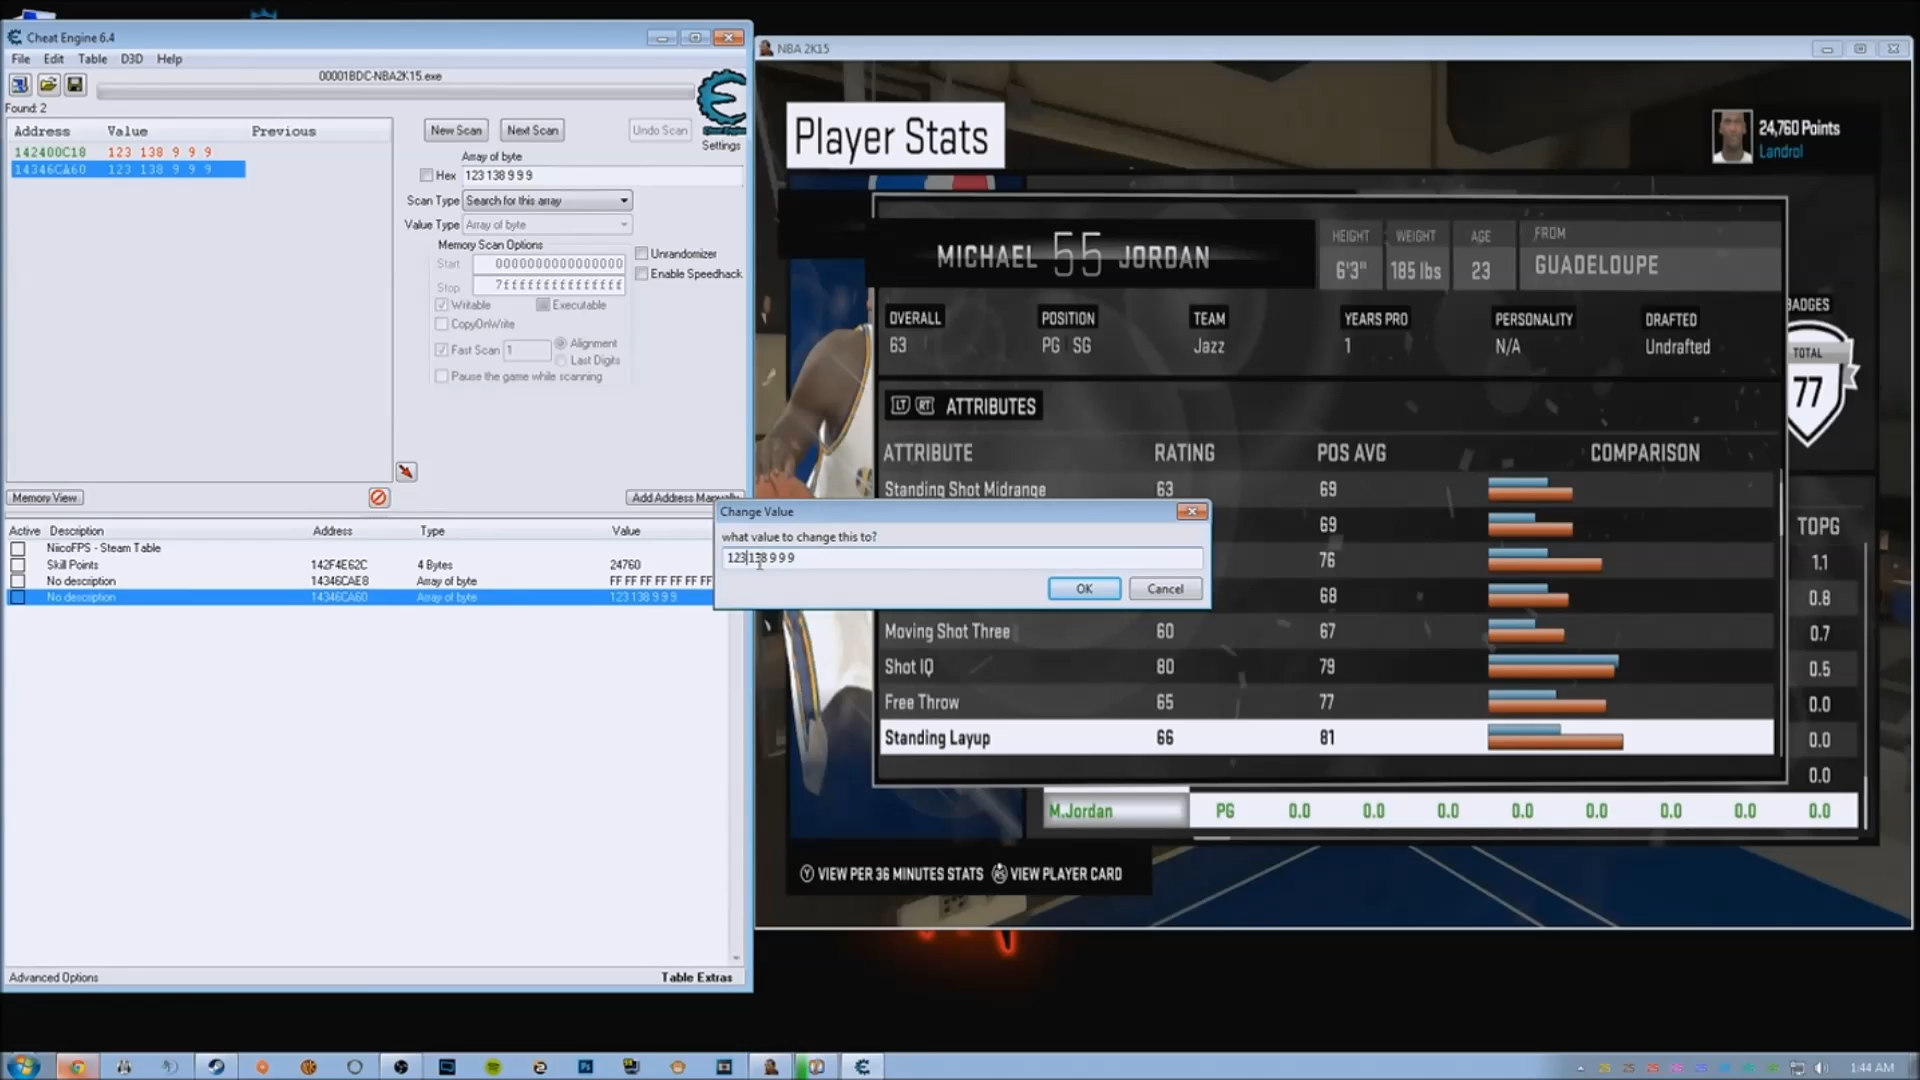 Cheat Engine 6.4
File Edit Table D3D Help
00001BDC-NBA2K15.exe
Found: 2
Address Value Previous
142400C18 123 138 9 9 9
14346CA60 123 138 9 9 9
New Scan Next Scan Undo Scan
Settings
Array of byte
Hex 123 138 9 9 9
Scan Type Search for this array
Value Type Array of byte
Memory Scan Options
Start 0000000000000000
Stop 7fffffffffffffff
Writable Executable
CopyOnWrite
Fast Scan 1 Alignment
Last Digits
Pause the game while scanning
Unrandomizer
Enable Speedhack
Memory View
Add Address Manually
Active Description Address Type Value
NiicoFPS - Steam Table
Skill Points 142F4E62C 4 Bytes 24760
No description 14346CAE8 Array of byte FF FF FF FF FF FF
No description 14346CA60 Array of byte 123 138 9 9 9
Advanced Options Table Extras
NBA 2K15
Player Stats
24,760 Points
Landrol
MICHAEL 55 JORDAN
HEIGHT WEIGHT AGE FROM
6'3" 185 lbs 23 GUADELOUPE
OVERALL POSITION TEAM YEARS PRO PERSONALITY DRAFTED
63 PG SG Jazz 1 N/A Undrafted
BADGES
TOTAL
77
LT RT ATTRIBUTES
ATTRIBUTE RATING POS AVG COMPARISON
Standing Shot Midrange 63 69
69
76
68
Moving Shot Three 60 67
Shot IQ 80 79
Free Throw 65 77
Standing Layup 66 81
TOPG
1.1
0.8
0.7
0.5
0.0
0.0
0.0
M.Jordan PG 0.0 0.0 0.0 0.0 0.0 0.0 0.0 0.0
Y VIEW PER 36 MINUTES STATS RS VIEW PLAYER CARD
Change Value
what value to change this to?
123 138 9 9 9
OK Cancel
1:44 AM